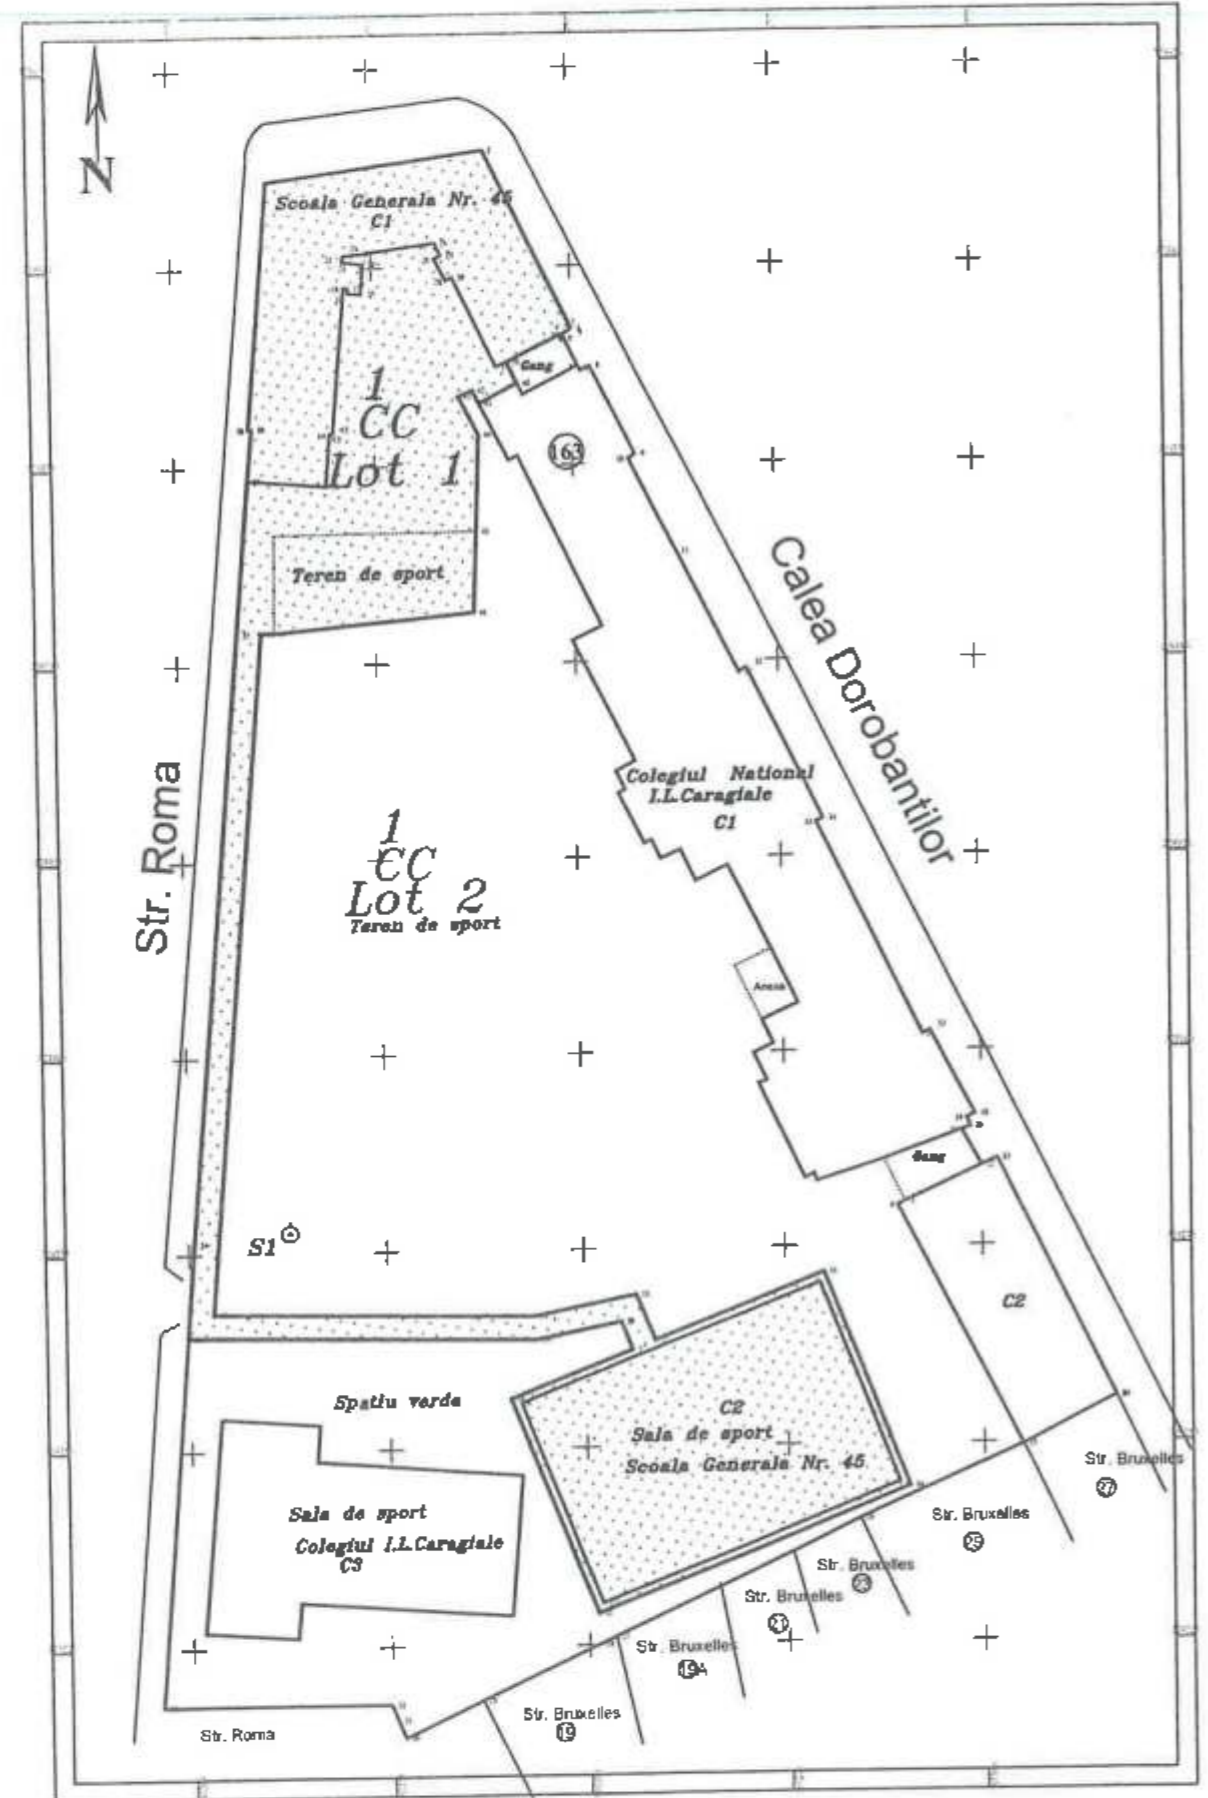 N
Scoala Generala Nr. 45
C1
Gang
163
1
CC
Lot 1
Teren de sport
Calea Dorobantilor
Str. Roma
Colegiul National
I.L.Caragiale
C1
1
CC
Lot 2
Teren de sport
Anexa
Gang
S1
C2
Spatiu verde
C2
Sala de sport
Scoala Generala Nr. 45
Sala de sport
Colegiul I.L.Caragiale
C3
Str. Bruxelles
27
Str. Bruxelles
25
Str. Bruxelles
23
Str. Bruxelles
21
Str. Bruxelles
19A
Str. Bruxelles
19
Str. Roma